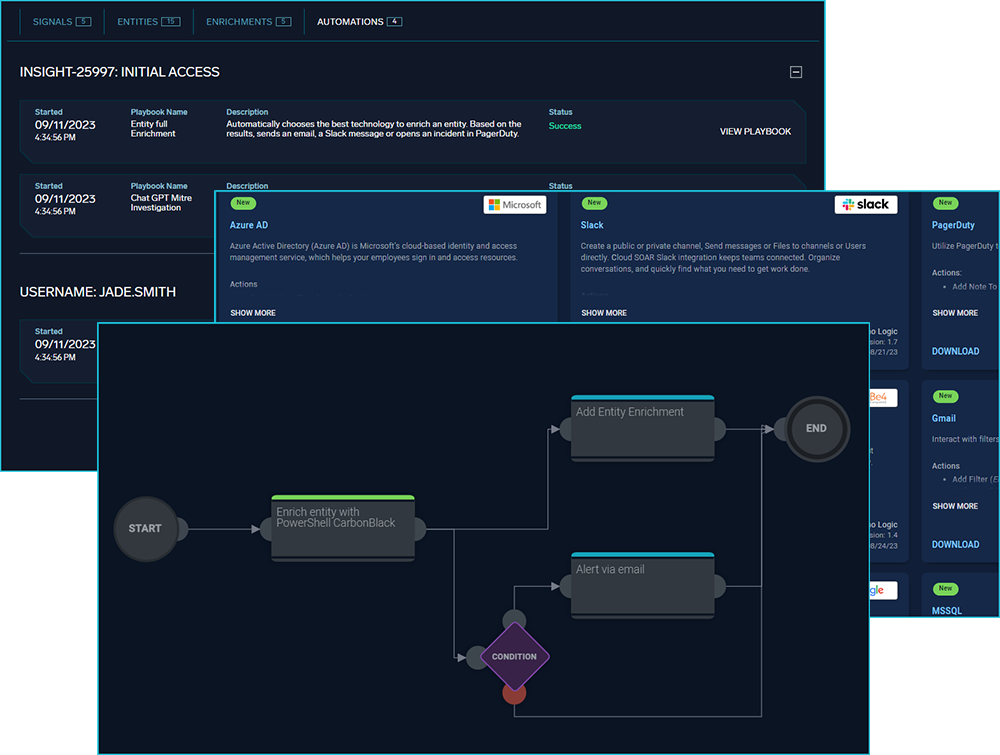 SIGNALS 5 ENTITIES 15 ENRICHMENTS 5 AUTOMATIONS 4
INSIGHT-25997: INITIAL ACCESS
Started Playbook Name Description Status
09/11/2023 Entity full Automatically chooses the best technology to enrich an entity. Based on the Success
4:34:56 PM Enrichment results, sends an email, a Slack message or opens an incident in PagerDuty.
VIEW PLAYBOOK
Started Playbook Name Description Status
09/11/2023 Chat GPT Mitre
4:34:56 PM Investigation
USERNAME: JADE.SMITH
Started
09/11/2023
4:34:56 PM
New Microsoft
Azure AD
Azure Active Directory (Azure AD) is Microsoft's cloud-based identity and access
management service, which helps your employees sign in and access resources.
Actions
SHOW MORE
New slack
Slack
Create a public or private channel, Send messages or Files to channels or Users
directly. Cloud SOAR Slack integration keeps teams connected. Organize
conversations, and quickly find what you need to get work done.
SHOW MORE
o Logic
sion: 1.7
8/21/23
New
PagerDuty
Utilize PagerDuty t
Actions:
• Add Note To
SHOW MORE
DOWNLOAD
Be4
o Logic
sion: 1.4
8/24/23
New
Gmail
Interact with filters
Actions
• Add Filter (E
SHOW MORE
DOWNLOAD
gle
New
MSSQL
START
Enrich entity with
PowerShell CarbonBlack
Add Entity Enrichment
Alert via email
CONDITION
END